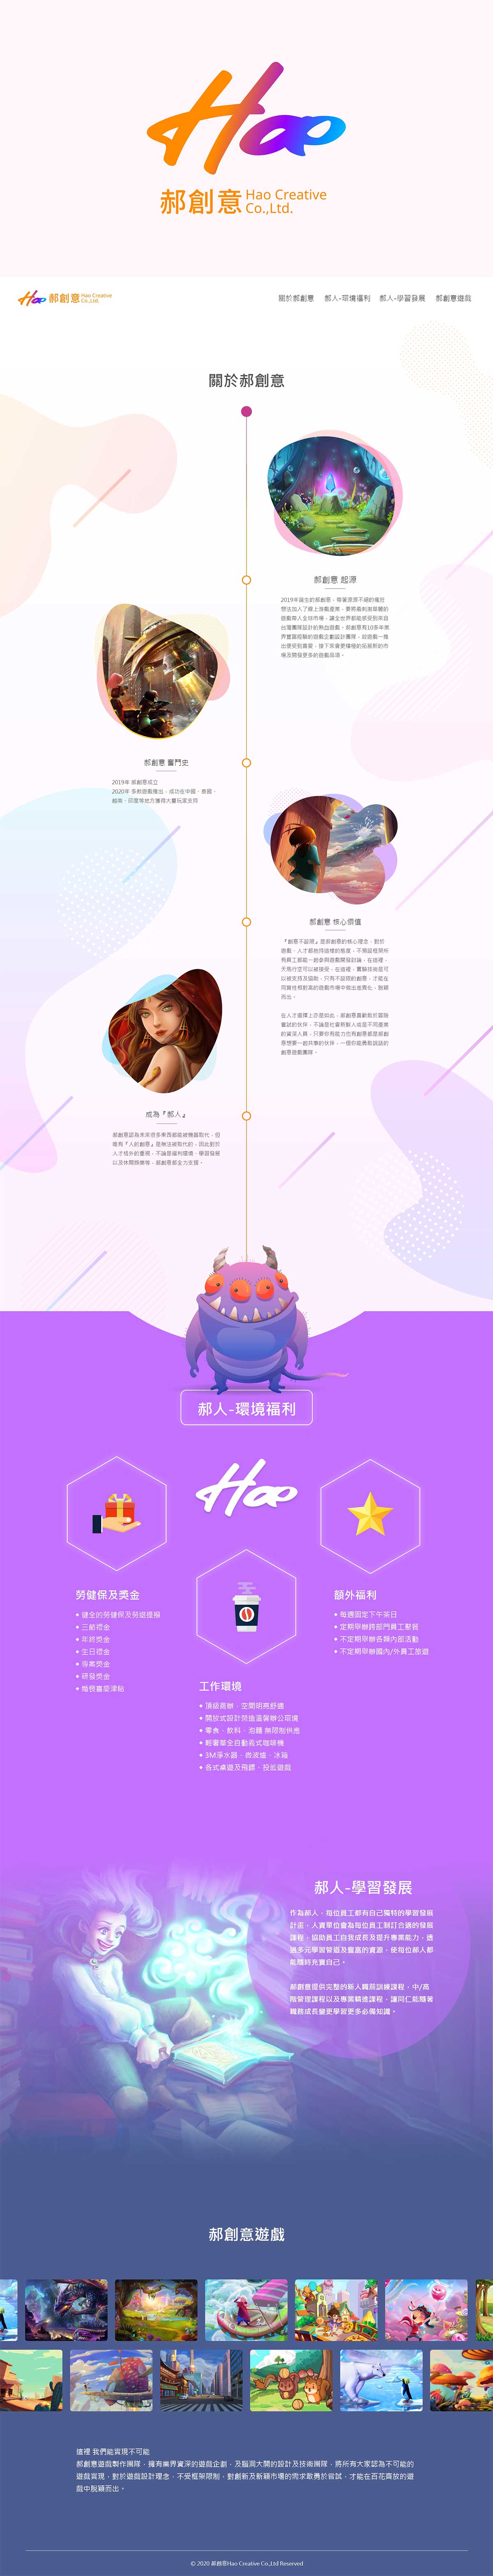 Hao
郝創意 Hao Creative
Co.,Ltd.
Hao 郝創意 Hao Creative
Co.,Ltd.
關於郝創意 郝人-環境福利 郝人-學習發展 郝創意遊戲
關於郝創意
郝創意 起源
2019年誕生的郝創意，帶著源源不絕的瘋狂
想法加入了線上遊戲產業，要將最刺激華麗的
遊戲帶入全球市場，讓全世界都能感受到來自
台灣團隊設計的熱血遊戲，郝創意有10多年業
界豐富經驗的遊戲企劃設計團隊，說遊戲一推
出便受到喜愛，接下來會更積極的拓展新的市
場及開發更多的遊戲品項。
郝創意 奮鬥史
2019年 郝創意成立
2020年 多款遊戲推出，成功在中國、泰國、
越南、印度等地方獲得大量玩家支持
郝創意 核心價值
『創意不設限』是郝創意的核心理念，對於
遊戲，人才都抱持這樣的態度，不預設框架所
有員工都能一起參與遊戲開發討論，在這裡，
天馬行空可以被接受，在這裡，實驗技術是可
以被支持及協助，只有不設限的創意，才能在
同質性相對高的遊戲市場中做出差異化，脫穎
而出。
在人才選擇上亦是如此，郝創意喜歡有於冒險
嘗試的伙伴，不論是社會新鮮人或是不同產業
的資深人員，只要你有能力也有創意都是郝創
意想要一起共事的伙伴，一個你能勇敢說話的
創意遊戲團隊。
成為『郝人』
郝創意認為未來很多東西都能被機器取代，但
唯有『人的創意』是無法被取代的，因此對於
人才格外的重視，不論是福利環境、學習發展
以及休閒娛樂等，郝創意都全力支援。
郝人-環境福利
Hao
勞健保及獎金
健全的勞健保及勞退提撥
三節禮金
年終獎金
生日禮金
專案獎金
研發獎金
婚喪喜慶津貼
額外福利
每週固定下午茶日
定期舉辦跨部門員工聚餐
不定期舉辦各類內部活動
不定期舉辦國內/外員工旅遊
工作環境
頂級商辦，空間明亮舒適
開放式設計營造溫馨辦公環境
零食、飲料、泡麵 無限制供應
輕奢華全自動義式咖啡機
3M淨水器、微波爐、冰箱
各式桌遊及飛鏢、投籃遊戲
郝人-學習發展
作為郝人，每位員工都有自己獨特的學習發展
計畫，人資單位會為每位員工制訂合適的發展
課程，協助員工自我成長及提升專業能力，透
過多元學習管道及豐富的資源，使每位郝人都
能隨時充實自己。
郝創意提供完整的新人職前訓練課程，中/高
階管理課程以及專業精進課程，讓同仁能隨著
職務成長變更學習更多必備知識。
郝創意遊戲
這裡 我們能實現不可能
郝創意遊戲製作團隊，擁有業界資深的遊戲企劃，及腦洞大開的設計及技術團隊，將所有大家認為不可能的
遊戲實現，對於遊戲設計理念，不受框架限制，對創新及新穎市場的需求敢勇於嘗試，才能在百花齊放的遊
戲中脫穎而出。
© 2020 郝創意Hao Creative Co.,Ltd Reserved